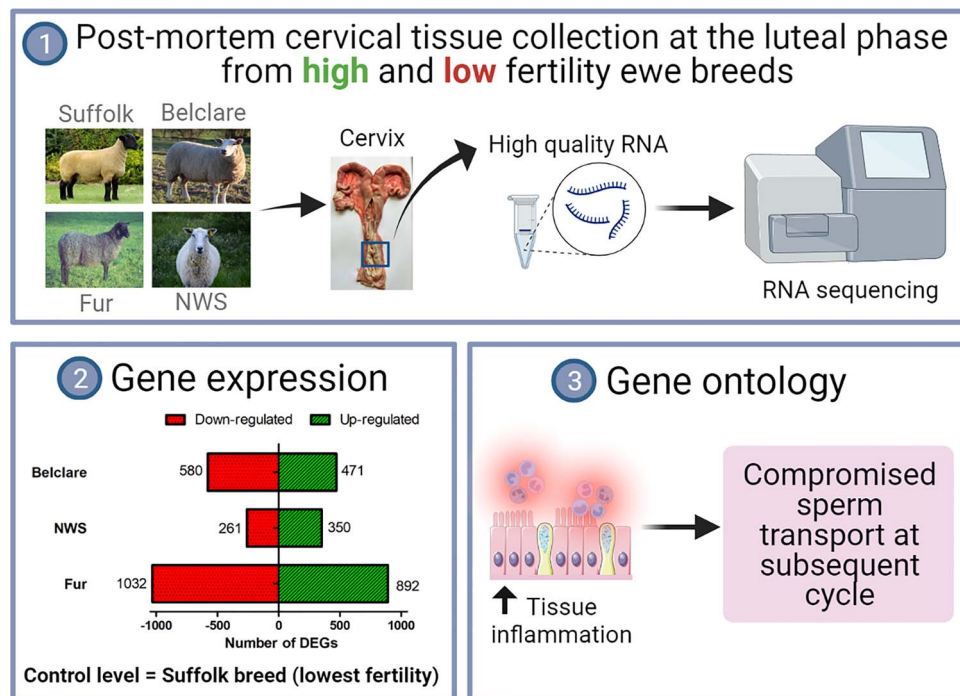 1
Post-mortem cervical tissue collection at the luteal phase
from high and low fertility ewe breeds
Suffolk
Belclare
Fur
NWS
Cervix
High quality RNA
RNA sequencing
2
Gene expression
Down-regulated
Up-regulated
Belclare
580
471
NWS
261
350
Fur
1032
892
-1000
-500
0
500
1000
Number of DEGs
Control level = Suffolk breed (lowest fertility)
3
Gene ontology
Tissue
inflammation
Compromised
sperm
transport at
subsequent
cycle